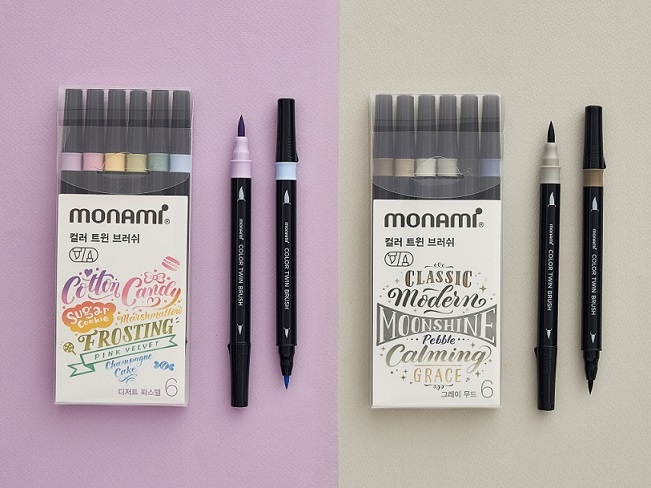 monami®
컬러 트윈 브러쉬
Cotton Candy
Sugar
Cookie
Marshmallow
FROSTING
PINK VELVET
Champagne
Cake
디저트 파스텔 6
monami COLOR TWIN BRUSH
monami COLOR TWIN BRUSH
monami®
컬러 트윈 브러쉬
CLASSIC
Modern
MOONSHINE
Pebble
Calming
GRACE
그레이 무드 6
monami COLOR TWIN BRUSH
monami COLOR TWIN BRUSH